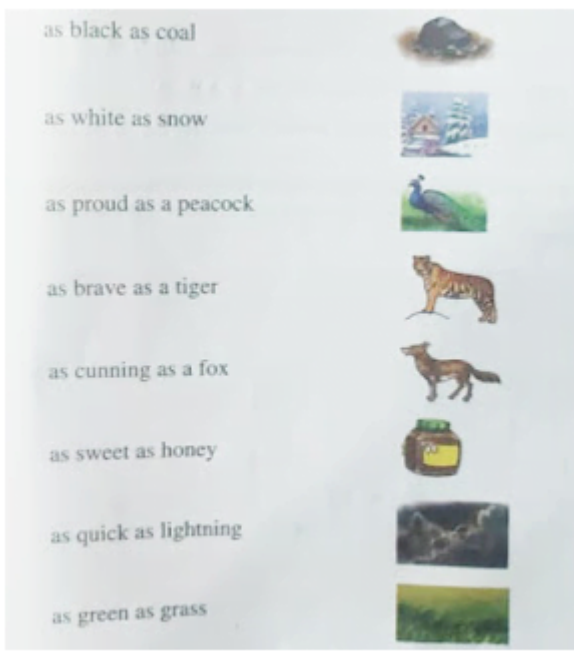 as black as coal
as white as snow
as proud as a peacock
as brave as a tiger
as cunning as a fox
as sweet as honey
as quick as lightning
as green as grass